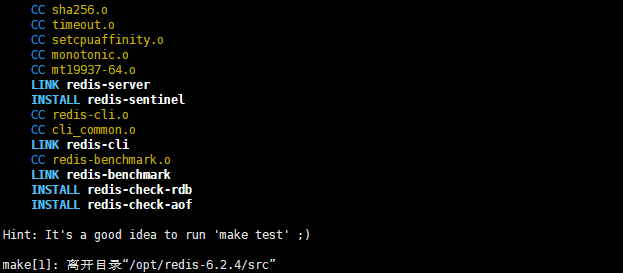 CC sha256.o
CC timeout.o
CC setcpuaffinity.o
CC monotonic.o
CC mt19937-64.o
LINK redis-server
INSTALL redis-sentinel
CC redis-cli.o
CC cli_common.o
LINK redis-cli
CC redis-benchmark.o
LINK redis-benchmark
INSTALL redis-check-rdb
INSTALL redis-check-aof
Hint: It's a good idea to run 'make test' ;)
make[1]: 离开目录“/opt/redis-6.2.4/src”